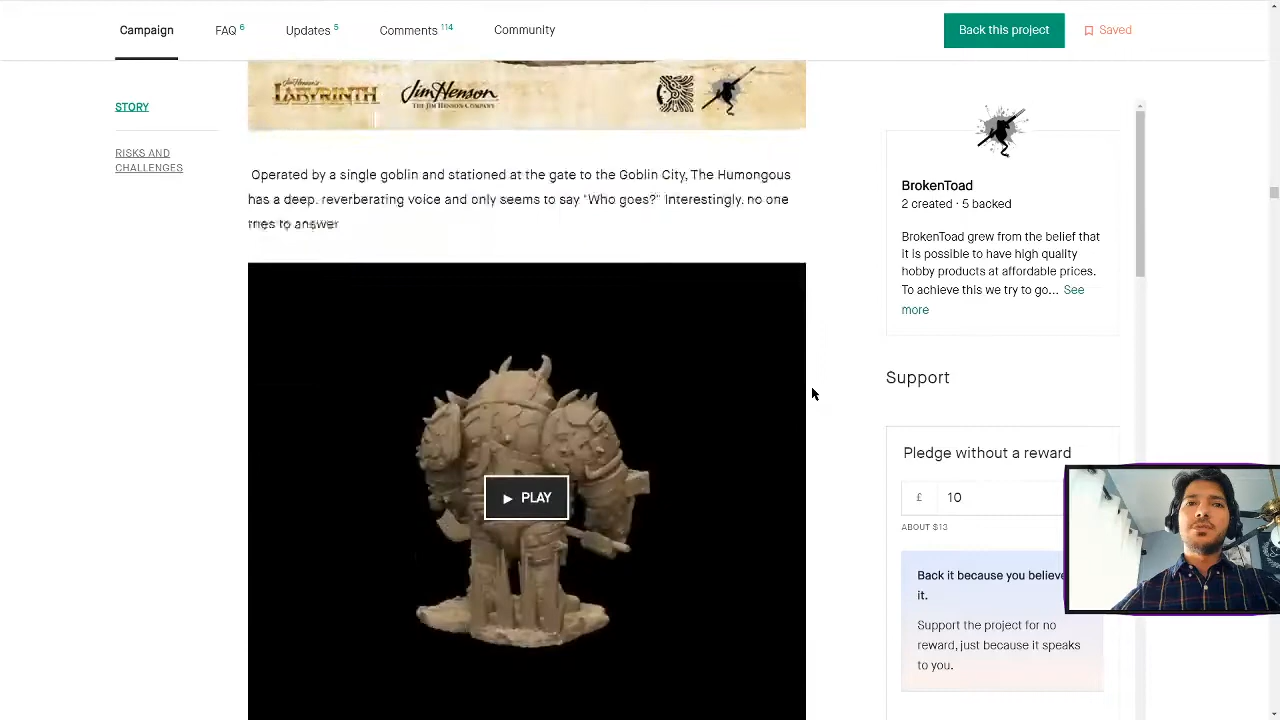 Campaign
FAQ 6
Updates 5
Comments 114
Community
Back this project
Saved
STORY
RISKS AND
CHALLENGES
Jim Henson's
LABYRINTH
Jim Henson
THE JIM HENSON COMPANY
Operated by a single goblin and stationed at the gate to the Goblin City, The Humongous
has a deep, reverberating voice and only seems to say "Who goes?" Interestingly, no one
tries to answer
PLAY
BrokenToad
2 created · 5 backed
BrokenToad grew from the belief that
it is possible to have high quality
hobby products at affordable prices.
To achieve this we try to go... See
more
Support
Pledge without a reward
£ 10
ABOUT $13
Back it because you believe
it.
Support the project for no
reward, just because it speaks
to you.